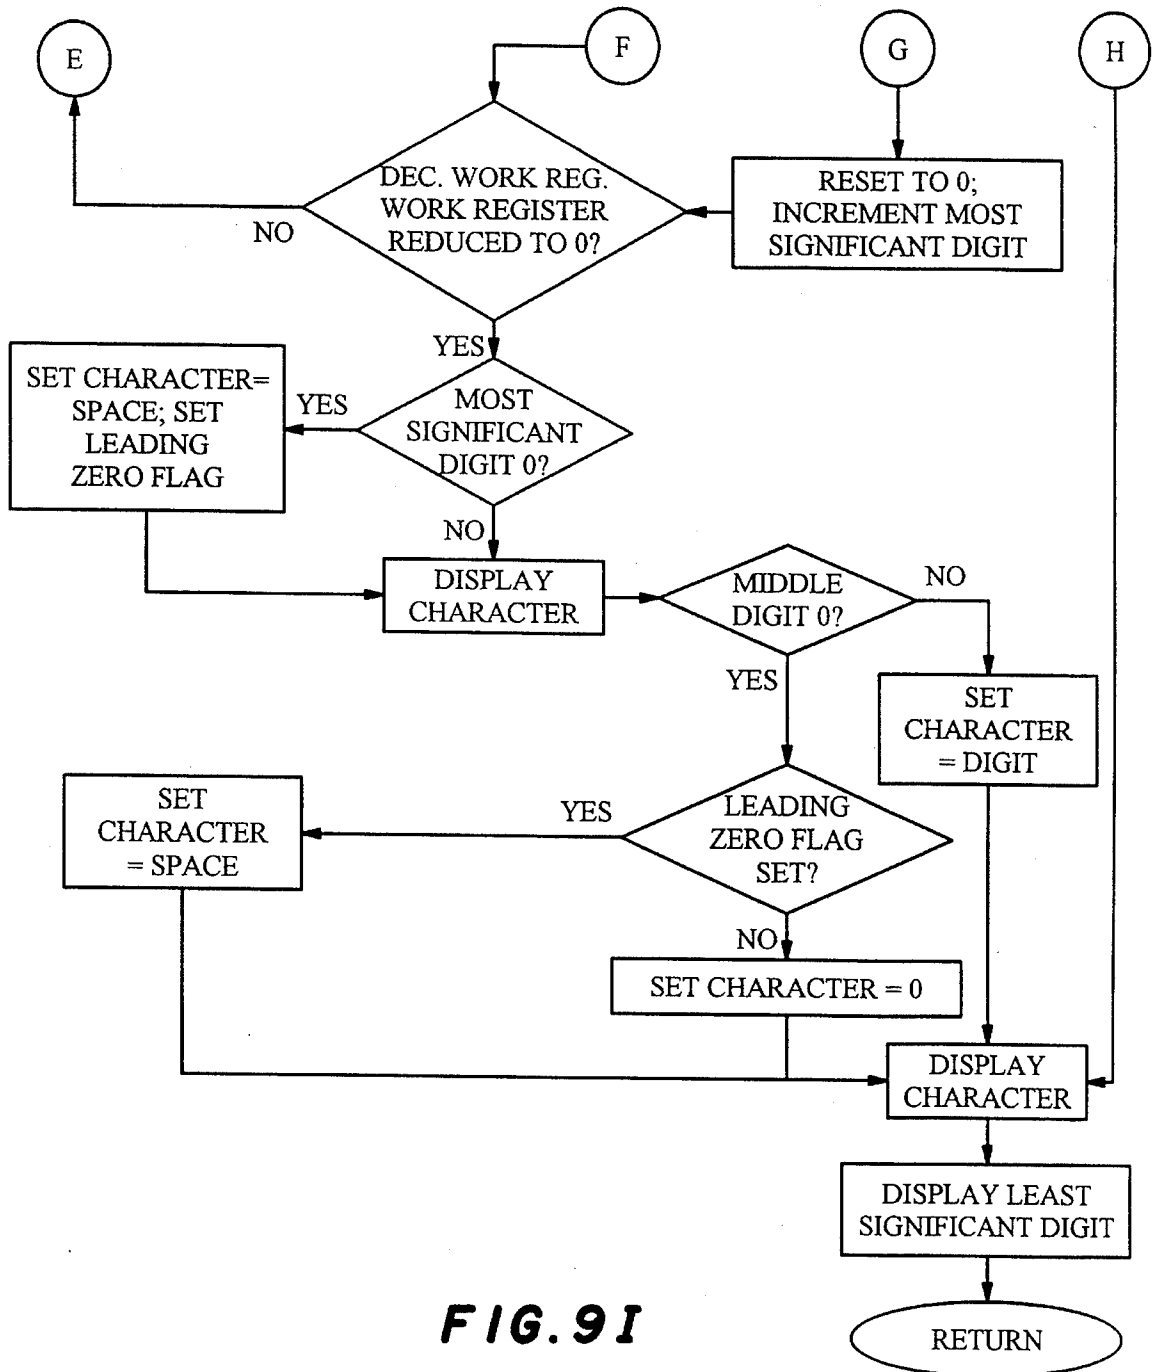 E
F
G
H
DEC. WORK REG.
WORK REGISTER
REDUCED TO 0?
NO
RESET TO 0;
INCREMENT MOST
SIGNIFICANT DIGIT
YES
SET CHARACTER=
SPACE; SET
LEADING
ZERO FLAG
YES
MOST
SIGNIFICANT
DIGIT 0?
NO
DISPLAY
CHARACTER
MIDDLE
DIGIT 0?
NO
YES
SET
CHARACTER
= DIGIT
SET
CHARACTER
= SPACE
YES
LEADING
ZERO FLAG
SET?
NO
SET CHARACTER = 0
DISPLAY
CHARACTER
DISPLAY LEAST
SIGNIFICANT DIGIT
RETURN
FIG. 9I